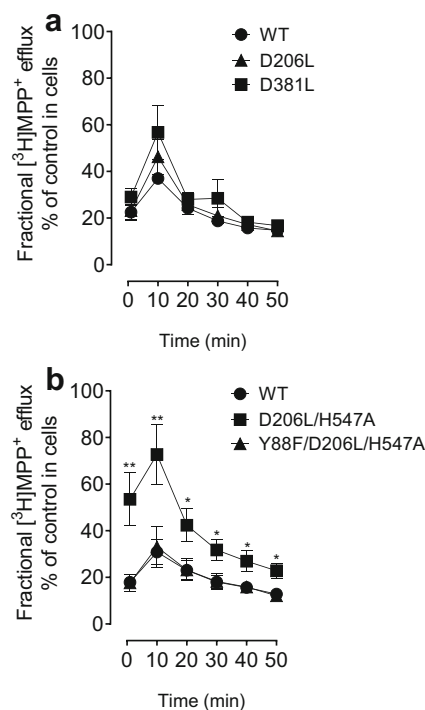 a
WT
D206L
D381L
Fractional [³H]MPP⁺ efflux
% of control in cells
100
80
60
40
20
0
0 10 20 30 40 50
Time (min)
b
WT
D206L/H547A
Y88F/D206L/H547A
Fractional [³H]MPP⁺ efflux
% of control in cells
100
80
60
40
20
0
** ** * * * *
0 10 20 30 40 50
Time (min)